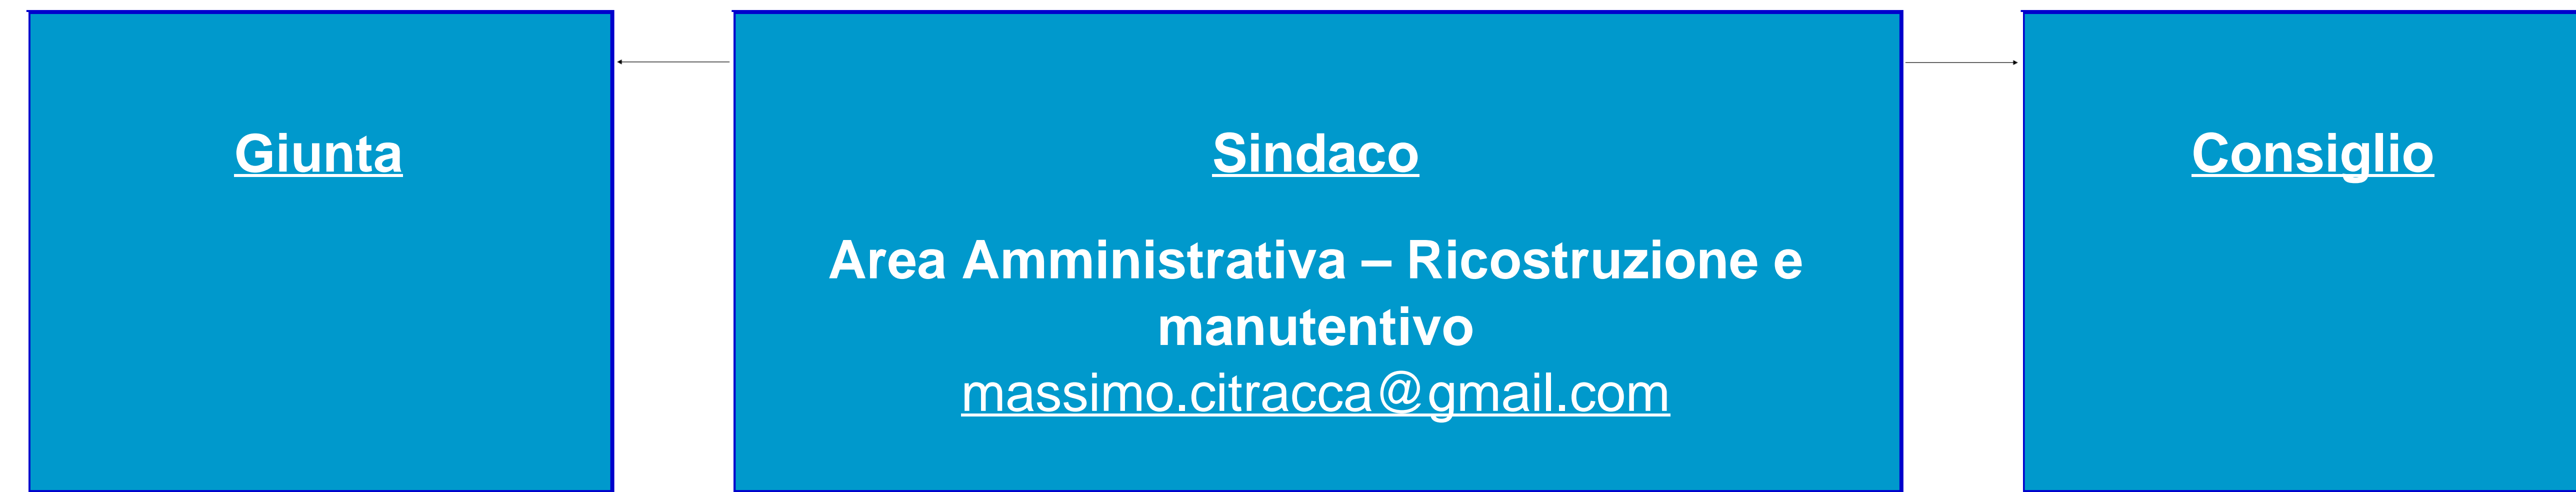 Giunta
Sindaco
Area Amministrativa – Ricostruzione e
manutentivo
massimo.citracca@gmail.com
Consiglio